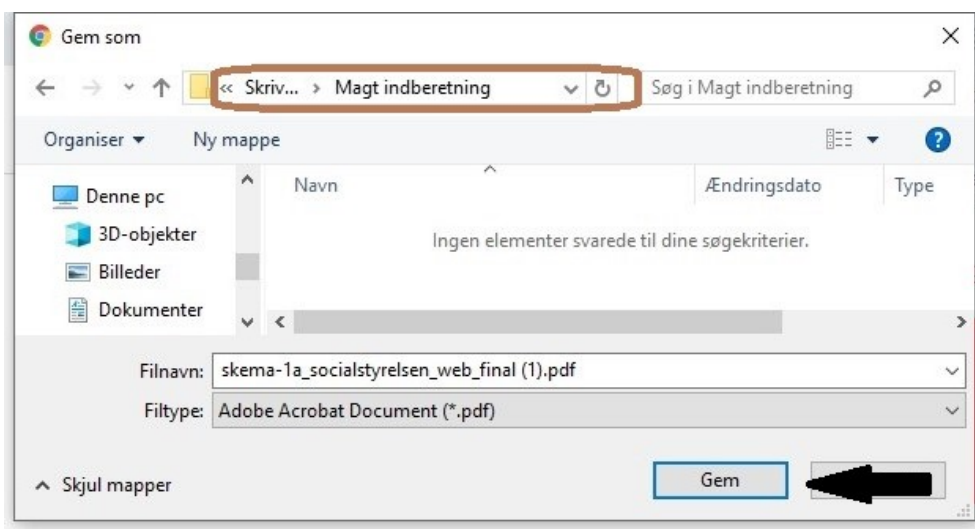 Gem som
« Skriv... › Magt indberetning
Søg i Magt indberetning
Organiser
Ny mappe
?
Denne pc
3D-objekter
Billeder
Dokumenter
Navn
Ændringsdato
Type
Ingen elementer svarede til dine søgekriterier.
Filnavn: skema-1a_socialstyrelsen_web_final (1).pdf
Filtype: Adobe Acrobat Document (*.pdf)
Skjul mapper
Gem